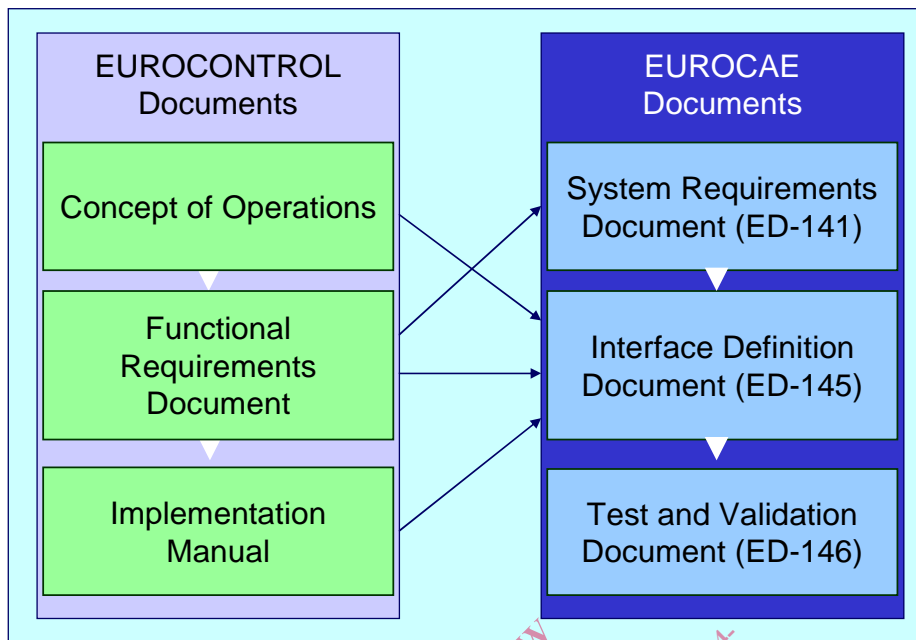 EUROCONTROL
Documents
Concept of Operations
Functional
Requirements
Document
Implementation
Manual
EUROCAE
Documents
System Requirements
Document (ED-141)
Interface Definition
Document (ED-145)
Test and Validation
Document (ED-146)